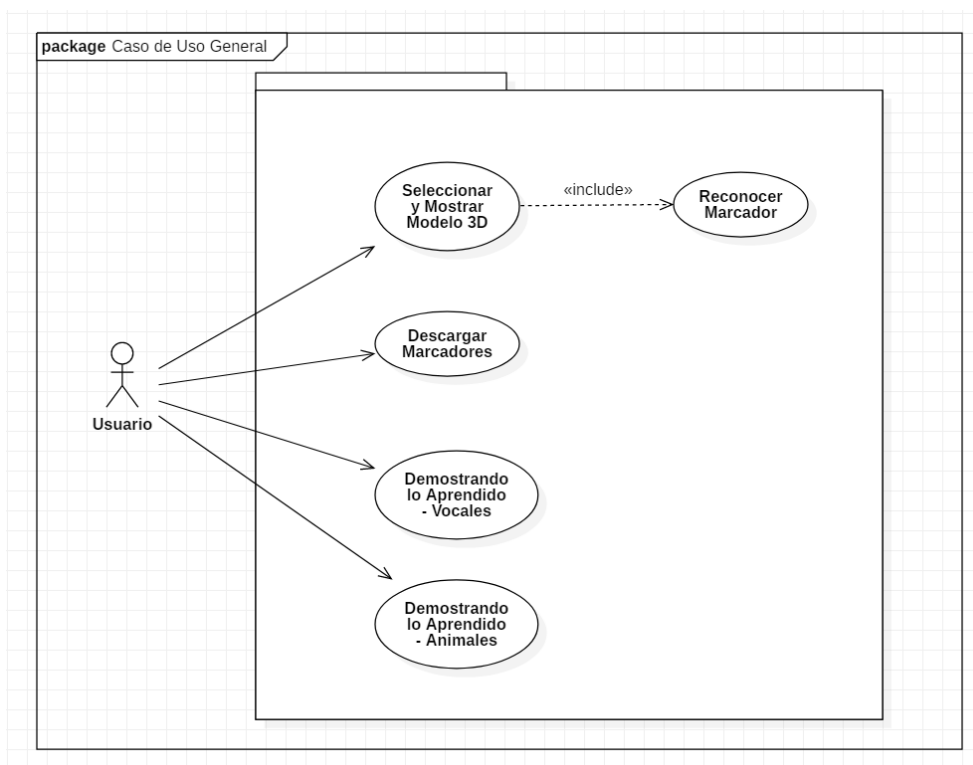 package Caso de Uso General
Seleccionar
y Mostrar
Modelo 3D
«include»
Reconocer
Marcador
Descargar
Marcadores
Usuario
Demostrando
lo Aprendido
- Vocales
Demostrando
lo Aprendido
- Animales